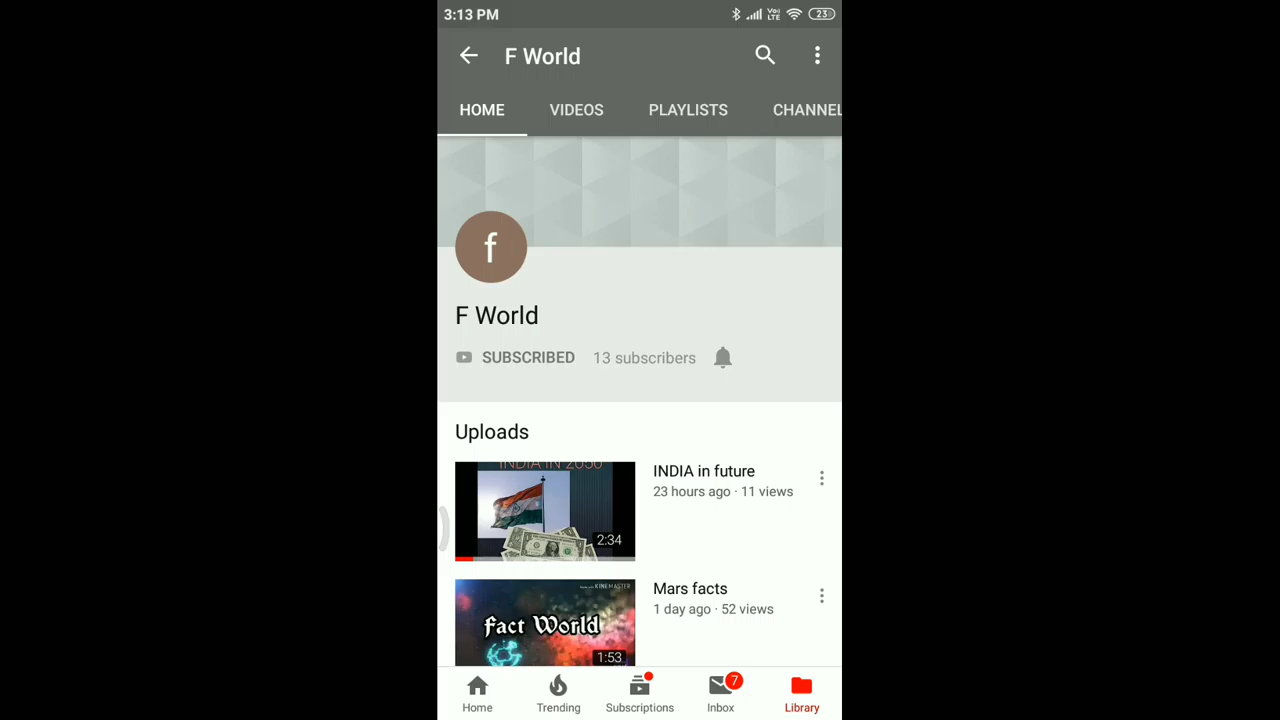 3:13 PM
Vo) LTE
23
F World
HOME VIDEOS PLAYLISTS CHANNEL
f
F World
SUBSCRIBED 13 subscribers
Uploads
INDIA IN 2050
2:34
INDIA in future
23 hours ago · 11 views
KINEMASTER
Fact World
1:53
Mars facts
1 day ago · 52 views
7
Home Trending Subscriptions Inbox Library